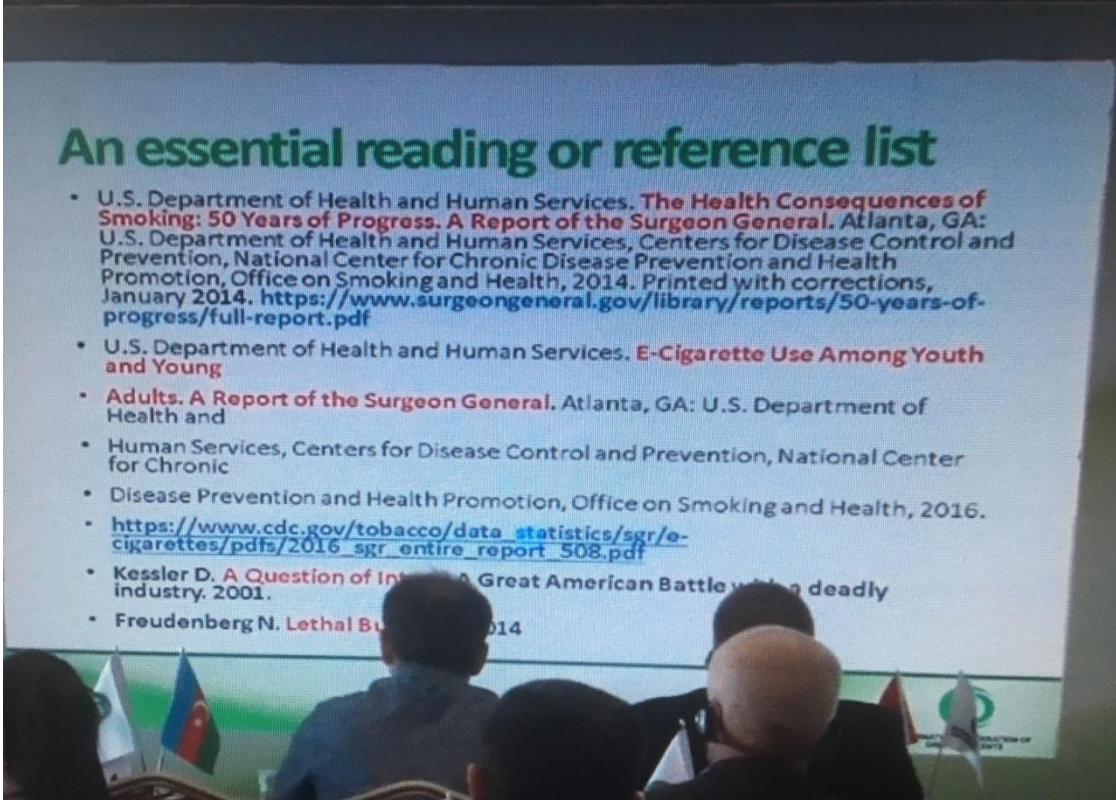 An essential reading or reference list
• U.S. Department of Health and Human Services. The Health Consequences of
Smoking: 50 Years of Progress. A Report of the Surgeon General. Atlanta, GA:
U.S. Department of Health and Human Services, Centers for Disease Control and
Prevention, National Center for Chronic Disease Prevention and Health
Promotion, Office on Smoking and Health, 2014. Printed with corrections,
January 2014. https://www.surgeongeneral.gov/library/reports/50-years-of-
progress/full-report.pdf
• U.S. Department of Health and Human Services. E-Cigarette Use Among Youth
and Young
• Adults. A Report of the Surgeon General. Atlanta, GA: U.S. Department of
Health and
• Human Services, Centers for Disease Control and Prevention, National Center
for Chronic
• Disease Prevention and Health Promotion, Office on Smoking and Health, 2016.
• https://www.cdc.gov/tobacco/data_statistics/sgr/e-
cigarettes/pdfs/2016_sgr_entire_report_508.pdf
• Kessler D. A Question of A Great American Battle deadly
industry. 2001.
• Freudenberg N. Lethal